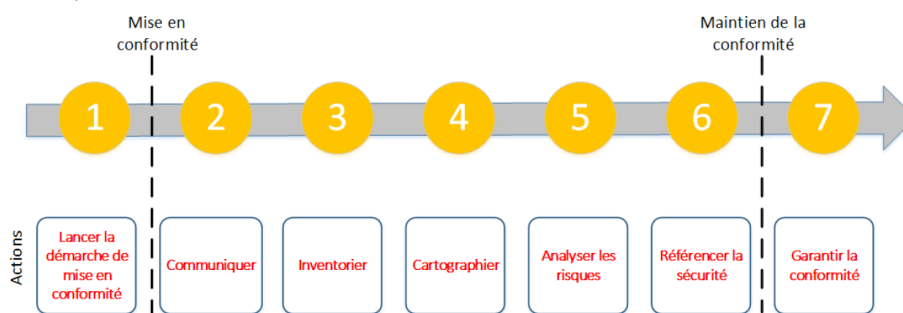 Mise en
conformité
Maintien de la
conformité
1
2
3
4
5
6
7
Actions
Lancer la
démarche de
mise en
conformité
Communiquer
Inventorier
Cartographier
Analyser les
risques
Référencer la
sécurité
Garantir la
conformité